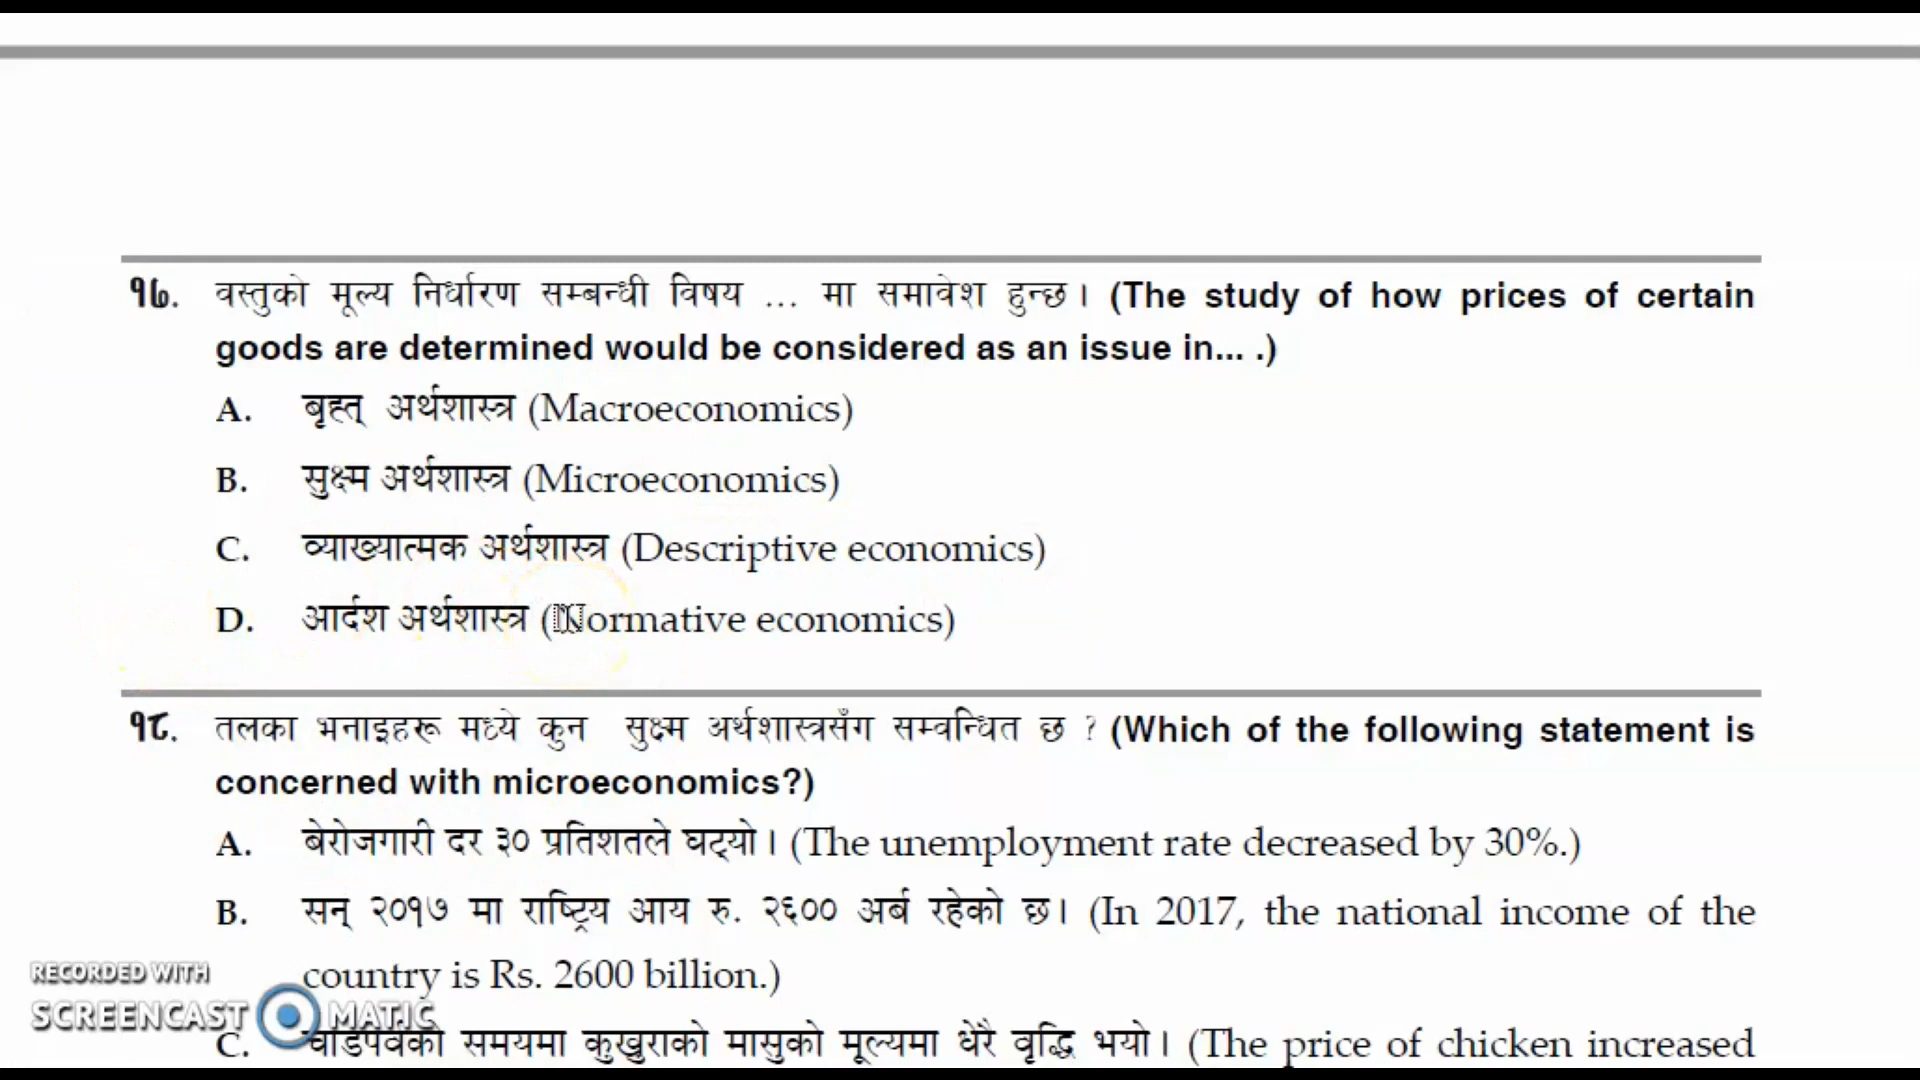 १७. वस्तुको मूल्य निर्धारण सम्बन्धी विषय ... मा समावेश हुन्छ। (The study of how prices of certain
goods are determined would be considered as an issue in... .)
A. बृह्त् अर्थशास्त्र (Macroeconomics)
B. सुक्ष्म अर्थशास्त्र (Microeconomics)
C. व्याख्यात्मक अर्थशास्त्र (Descriptive economics)
D. आर्दश अर्थशास्त्र (Normative economics)
१८. तलका भनाइहरू मध्ये कुन सुक्ष्म अर्थशास्त्रसँग सम्वन्धित छ ? (Which of the following statement is
concerned with microeconomics?)
A. बेरोजगारी दर ३० प्रतिशतले घट्यो। (The unemployment rate decreased by 30%.)
B. सन् २०१७ मा राष्ट्रिय आय रु. २६०० अर्ब रहेको छ। (In 2017, the national income of the
country is Rs. 2600 billion.)
C. चाडपर्वको समयमा कुखुराको मासुको मूल्यमा धेरै वृद्धि भयो। (The price of chicken increased
RECORDED WITH
SCREENCAST MATIC